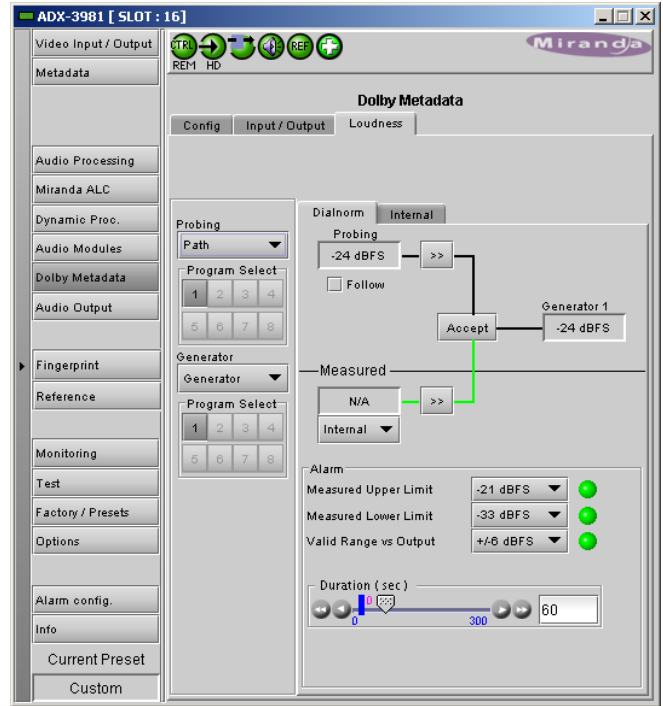 ADX-3981 [ SLOT : 16]
Video Input / Output
Metadata
Audio Processing
Miranda ALC
Dynamic Proc.
Audio Modules
Dolby Metadata
Audio Output
Fingerprint
Reference
Monitoring
Test
Factory / Presets
Options
Alarm config.
Info
Current Preset
Custom
CTRL
REF
REM HD
Miranda
Dolby Metadata
Config Input / Output Loudness
Probing
Path
Program Select
1 2 3 4
5 6 7 8
Generator
Generator
Program Select
1 2 3 4
5 6 7 8
Dialnorm Internal
Probing
-24 dBFS >>
Follow
Accept
Generator 1
-24 dBFS
Measured
N/A >>
Internal
Alarm
Measured Upper Limit -21 dBFS
Measured Lower Limit -33 dBFS
Valid Range vs Output +/-6 dBFS
Duration ( sec )
0
0 300
60